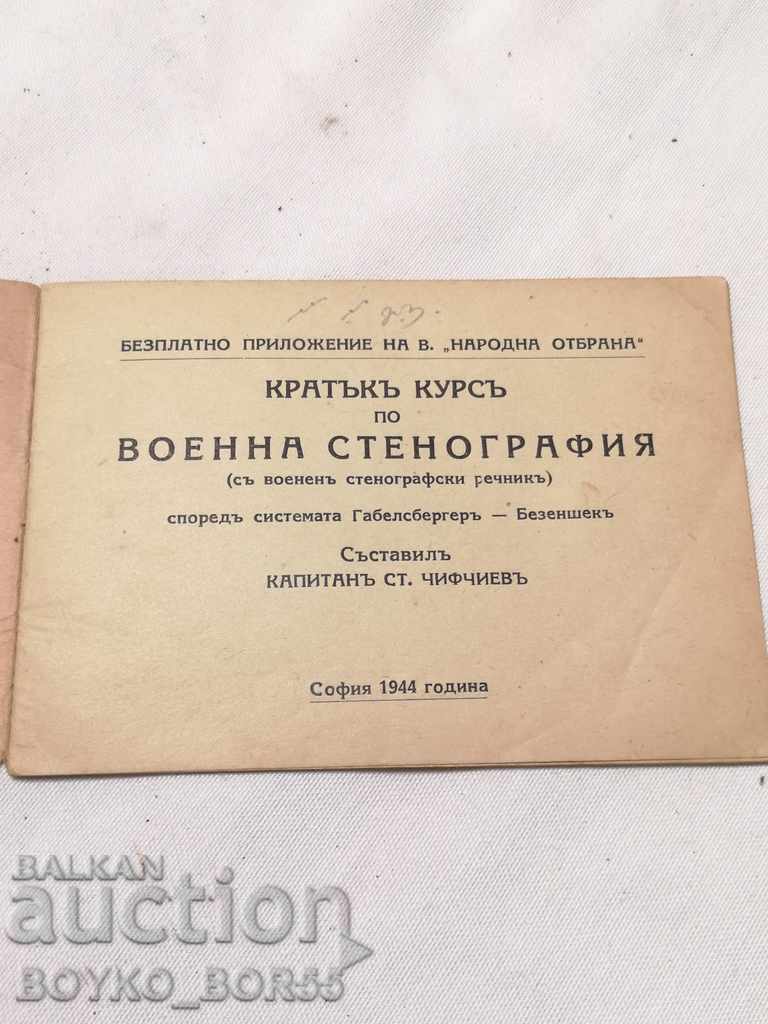 БЕЗПЛАТНО ПРИЛОЖЕНИЕ НА В. „НАРОДНА ОТБРАНА“
КРАТЪКЪ КУРСЪ
ПО
ВОЕННА СТЕНОГРАФИЯ
(съ воененъ стенографски речникъ)
споредъ системата Габелсбергеръ — Безеншекъ
Съставилъ
КАПИТАНЪ СТ. ЧИФЧИЕВЪ
София 1944 година
BALKAN
auction
BOYKO_BOR55